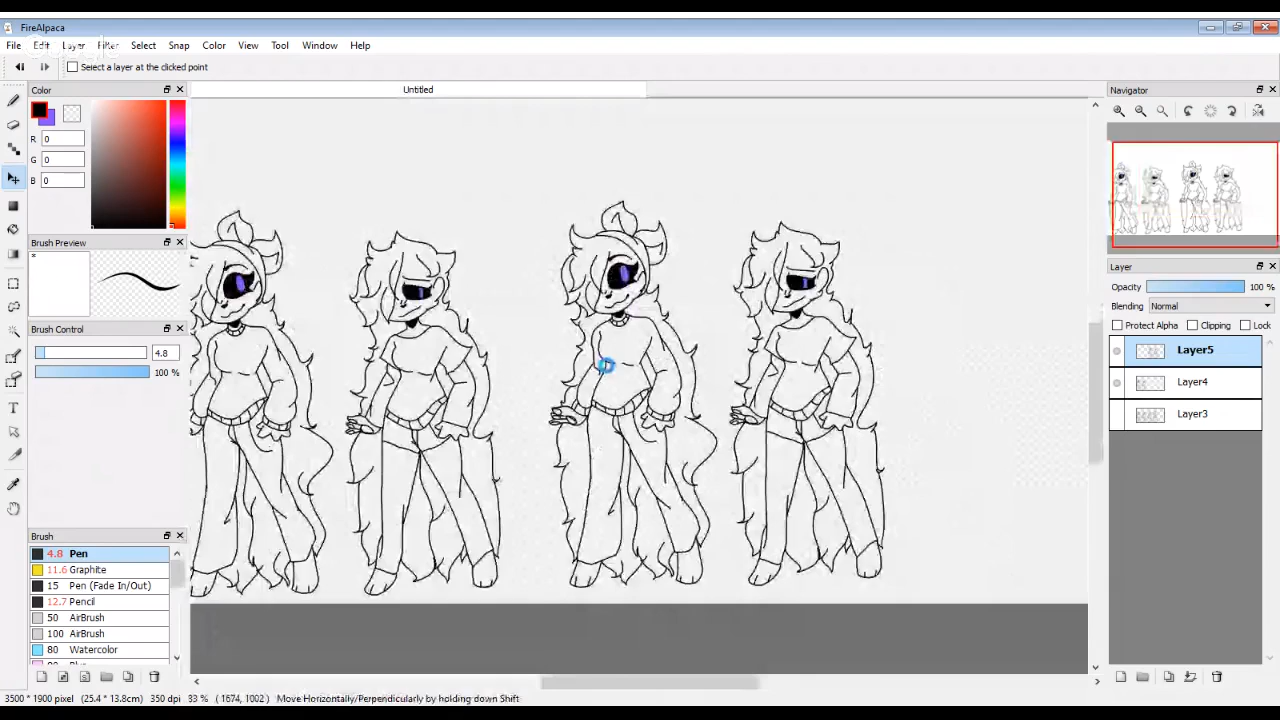 FireAlpaca
File Edit Layer Filter Select Snap Color View Tool Window Help
Select a layer at the clicked point
Color
Untitled
Navigator
R 0
G 0
B 0
Brush Preview
Layer
Opacity 100 %
Blending Normal
Protect Alpha Clipping Lock
Brush Control
4.8
100 %
Layer5
Layer4
Layer3
T
Brush
4.8 Pen
11.6 Graphite
15 Pen (Fade In/Out)
12.7 Pencil
50 AirBrush
100 AirBrush
80 Watercolor
3500 * 1900 pixel (25.4 * 13.8cm) 350 dpi 33 % ( 1674, 1002 ) Move Horizontally/Perpendicularly by holding down Shift